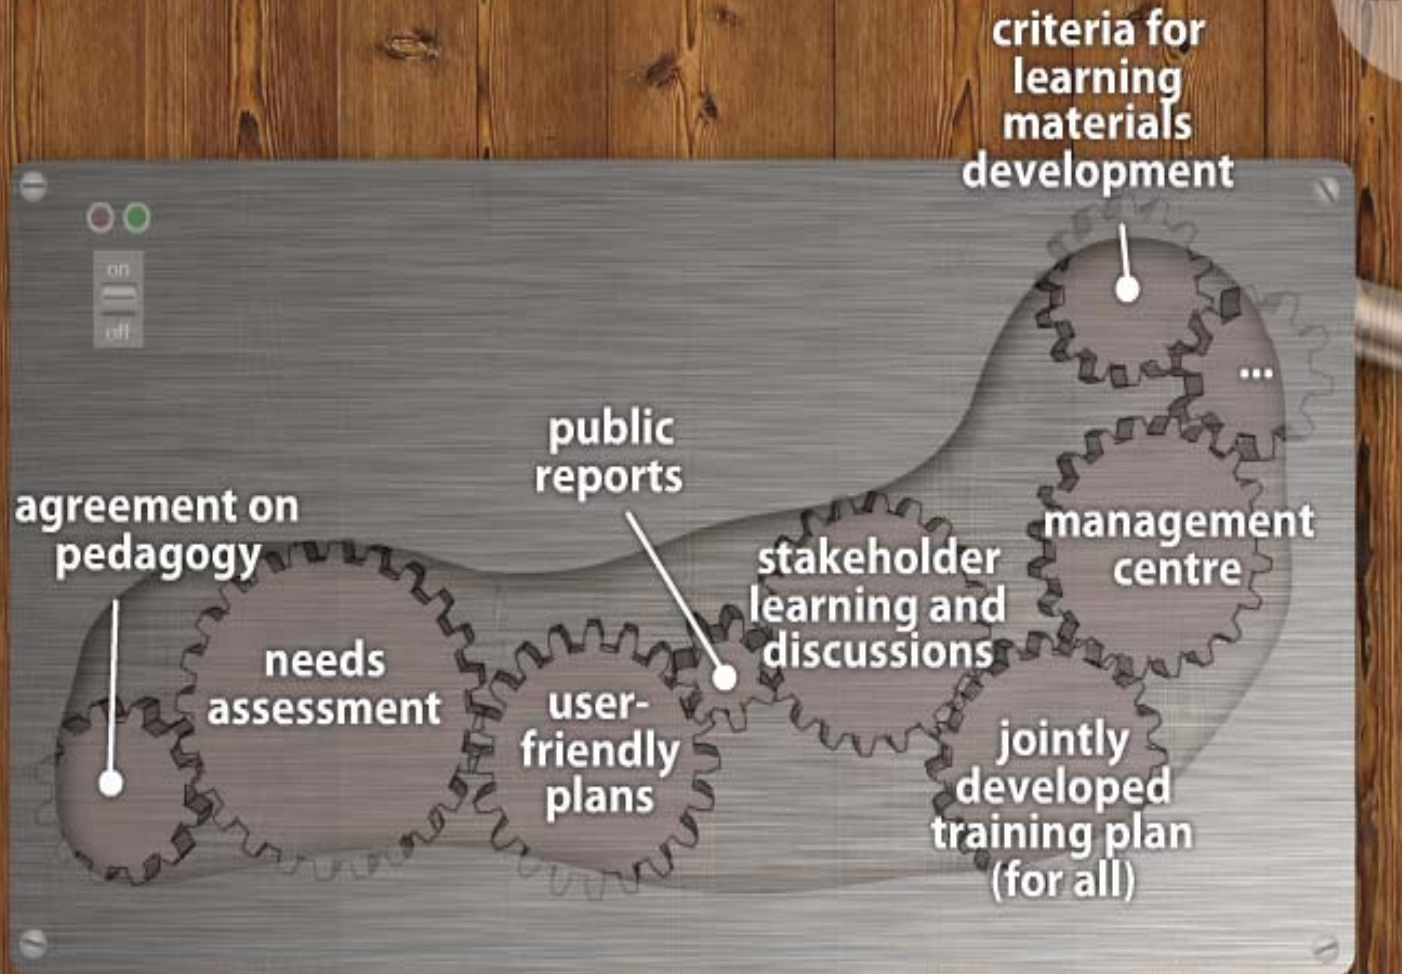 criteria for
learning
materials
development
on
off
...
public
reports
agreement on
pedagogy
management
centre
stakeholder
learning and
discussions
needs
assessment
user-
friendly
plans
jointly
developed
training plan
(for all)